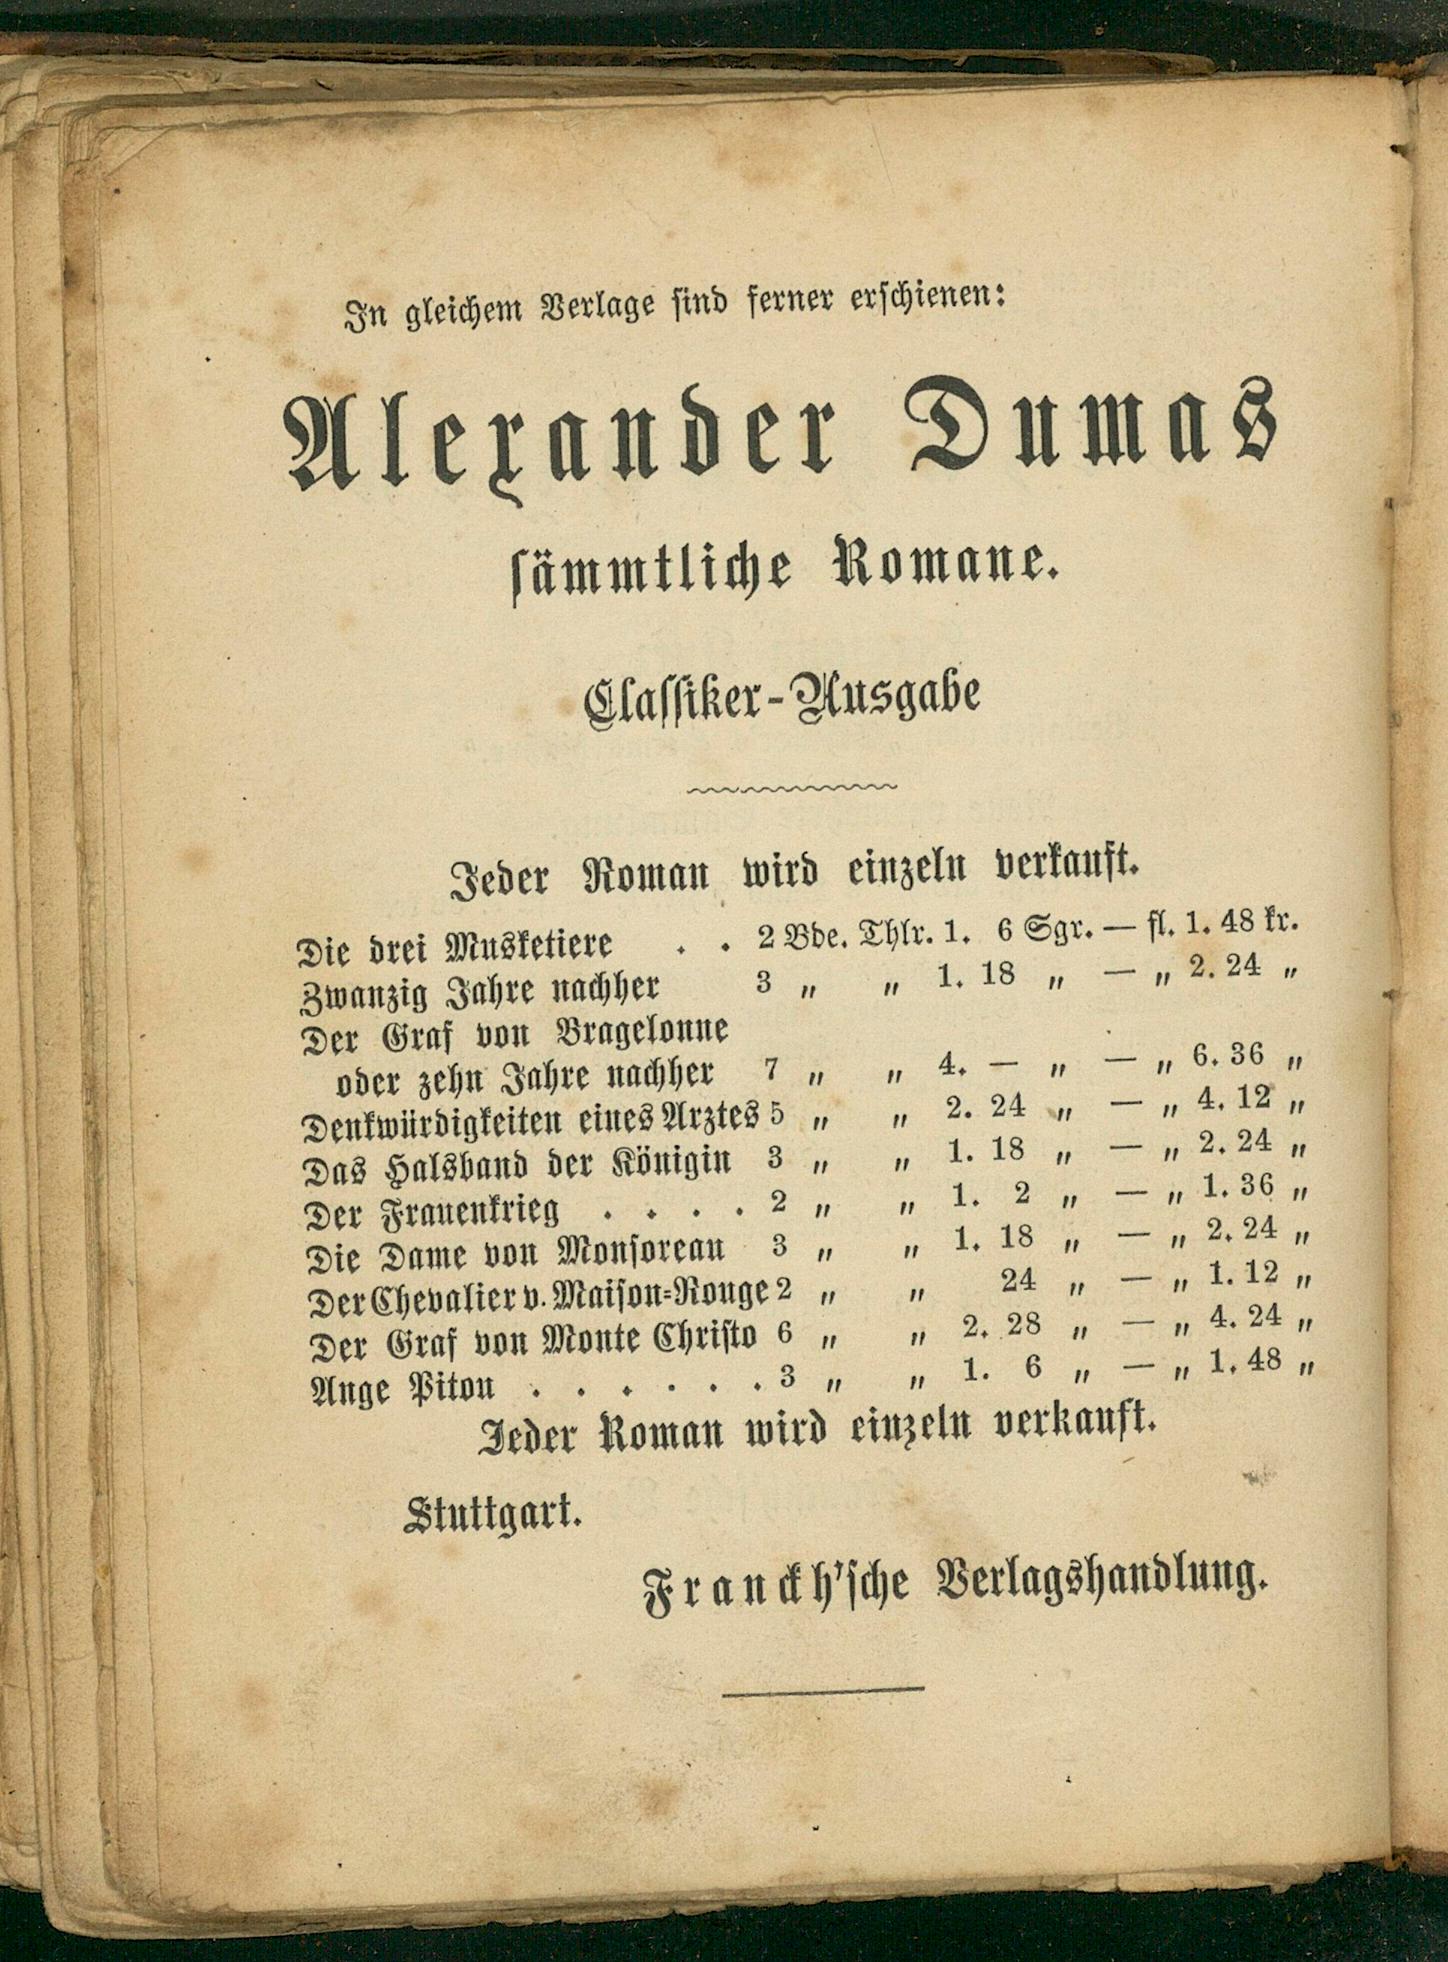 In gleichem Verlage sind ferner erschienen:
Alexander Dumas
sämmtliche Romane.
Classiker-Ausgabe
Jeder Roman wird einzeln verkauft.
Die drei Musketiere . . 2 Bde. Thlr. 1. 6 Sgr. — fl. 1. 48 kr.
Zwanzig Jahre nachher 3 „ „ 1. 18 „ — „ 2. 24 „
Der Graf von Bragelonne
oder zehn Jahre nachher 7 „ „ 4. — „ — „ 6. 36 „
Denkwürdigkeiten eines Arztes 5 „ „ 2. 24 „ — „ 4. 12 „
Das Halsband der Königin 3 „ „ 1. 18 „ — „ 2. 24 „
Der Frauenkrieg . . . . 2 „ „ 1. 2 „ — „ 1. 36 „
Die Dame von Monsoreau 3 „ „ 1. 18 „ — „ 2. 24 „
Der Chevalier v. Maison-Rouge 2 „ „ 24 „ — „ 1. 12 „
Der Graf von Monte Christo 6 „ „ 2. 28 „ — „ 4. 24 „
Ange Pitou . . . . . . 3 „ „ 1. 6 „ — „ 1. 48 „
Jeder Roman wird einzeln verkauft.
Stuttgart.
Franckh'sche Verlagshandlung.